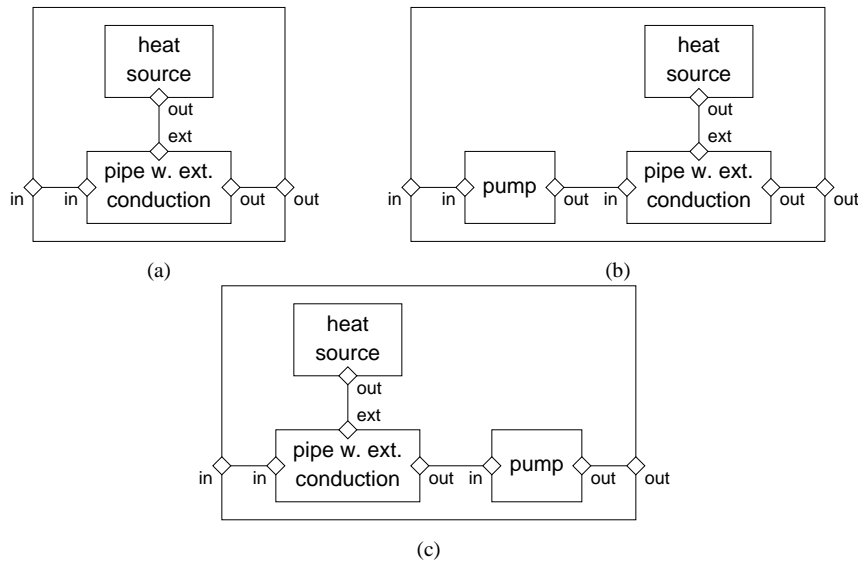 heat
source
out
ext
pipe w. ext.
conduction
in
in
out
out
(a)
heat
source
out
ext
pump
pipe w. ext.
conduction
in
in
out
in
out
out
(b)
heat
source
out
ext
pipe w. ext.
conduction
pump
in
in
out
in
out
out
(c)